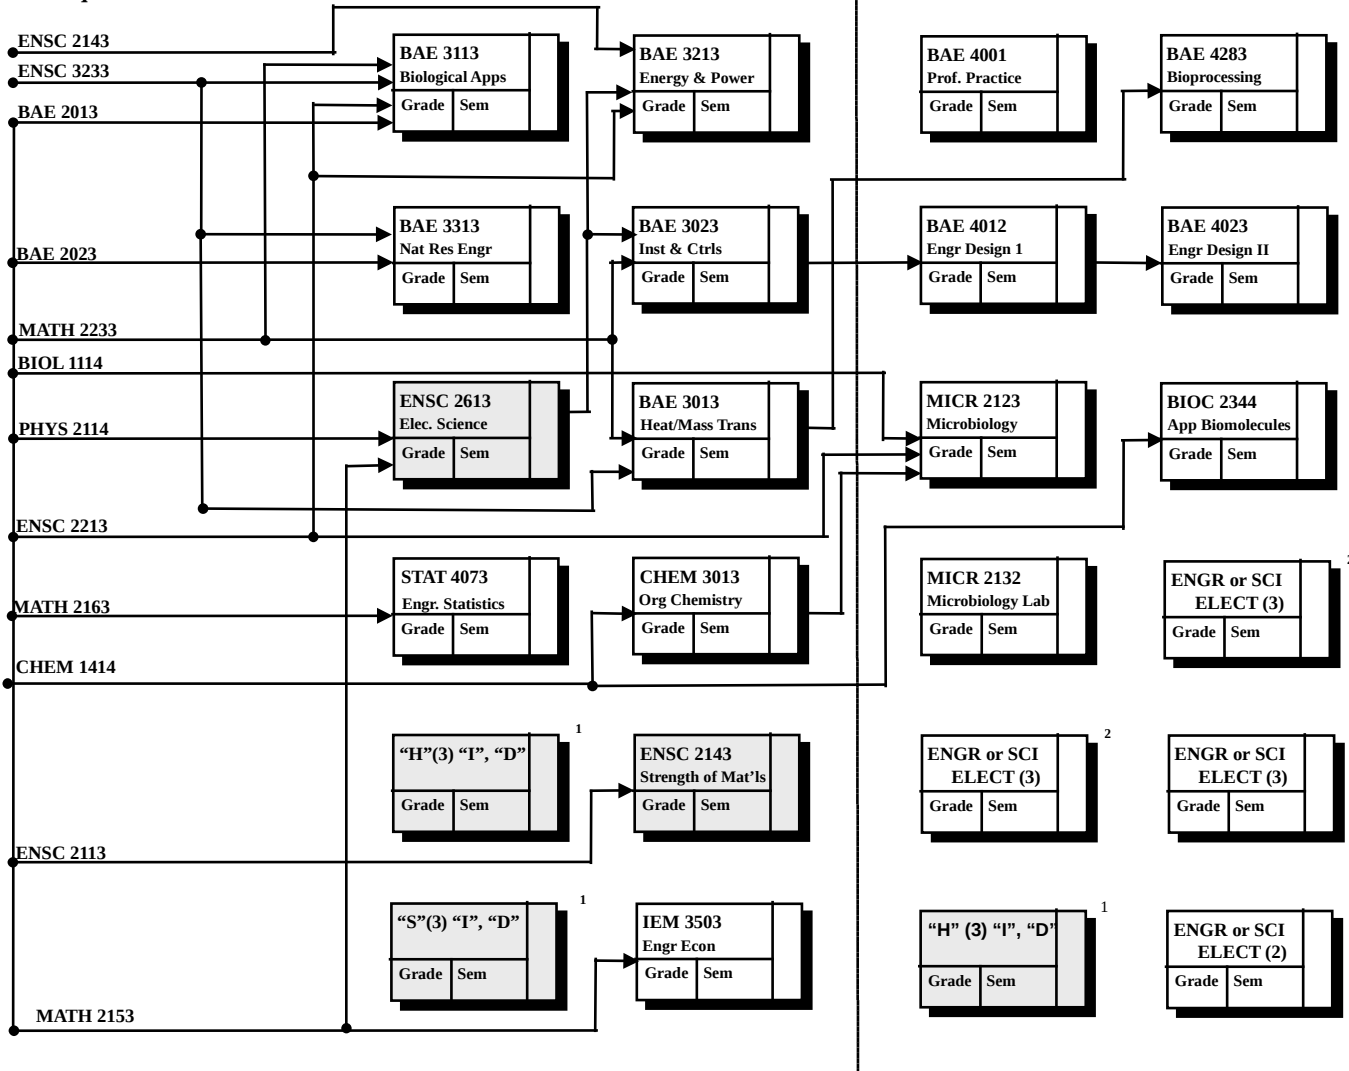 ENSC 2143
ENSC 3233
BAE 2013
BAE 2023
MATH 2233
BIOL 1114
PHYS 2114
ENSC 2213
MATH 2163
CHEM 1414
ENSC 2113
MATH 2153
BAE 3113
Biological Apps
Grade Sem
BAE 3213
Energy & Power
Grade Sem
BAE 4001
Prof. Practice
Grade Sem
BAE 4283
Bioprocessing
Grade Sem
BAE 3313
Nat Res Engr
Grade Sem
BAE 3023
Inst & Ctrls
Grade Sem
BAE 4012
Engr Design 1
Grade Sem
BAE 4023
Engr Design II
Grade Sem
ENSC 2613
Elec. Science
Grade Sem
BAE 3013
Heat/Mass Trans
Grade Sem
MICR 2123
Microbiology
Grade Sem
BIOC 2344
App Biomolecules
Grade Sem
STAT 4073
Engr. Statistics
Grade Sem
CHEM 3013
Org Chemistry
Grade Sem
MICR 2132
Microbiology Lab
Grade Sem
ENGR or SCI
ELECT (3)
Grade Sem
“H”(3) “I”, “D”
1
Grade Sem
ENSC 2143
Strength of Mat’ls
Grade Sem
ENGR or SCI
2
ELECT (3)
Grade Sem
ENGR or SCI
ELECT (3)
Grade Sem
“S”(3) “I”, “D”
1
Grade Sem
IEM 3503
Engr Econ
Grade Sem
“H” (3) “I”, “D”
1
Grade Sem
ENGR or SCI
ELECT (2)
Grade Sem